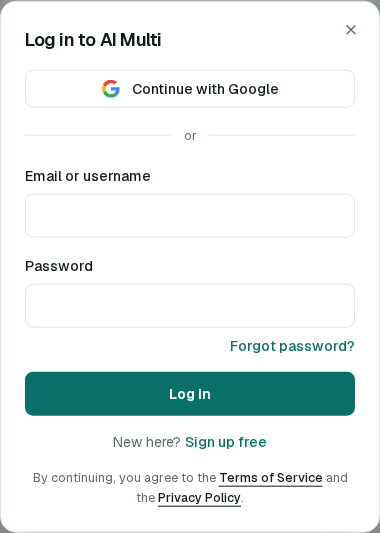 Log in to AI Multi
Continue with Google
or
Email or username
Password
Forgot password?
Log in
New here? Sign up free
By continuing, you agree to the Terms of Service and
the Privacy Policy.